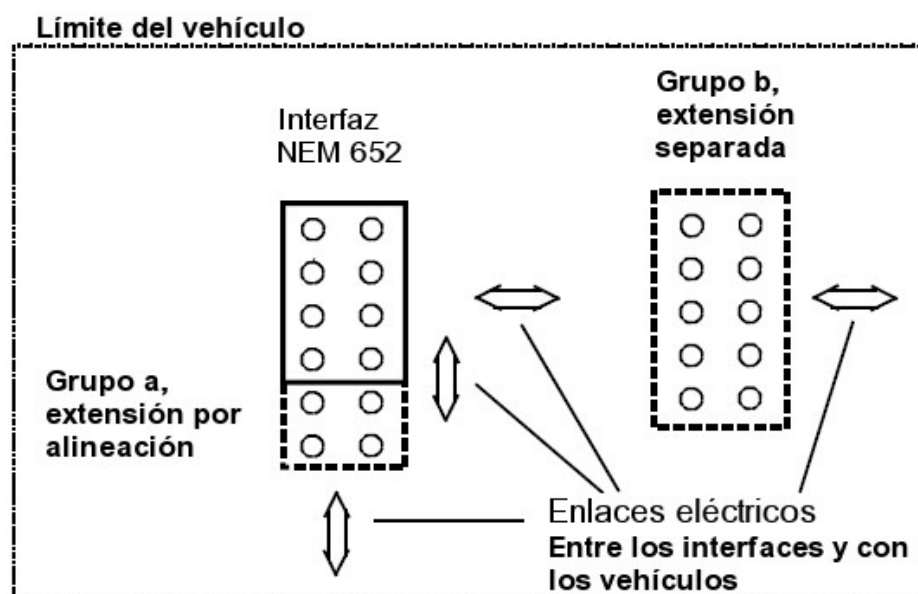 Límite del vehículo
Interfaz
NEM 652
Grupo b,
extensión
separada
Grupo a,
extensión por
alineación
Enlaces eléctricos
Entre los interfaces y con
los vehículos